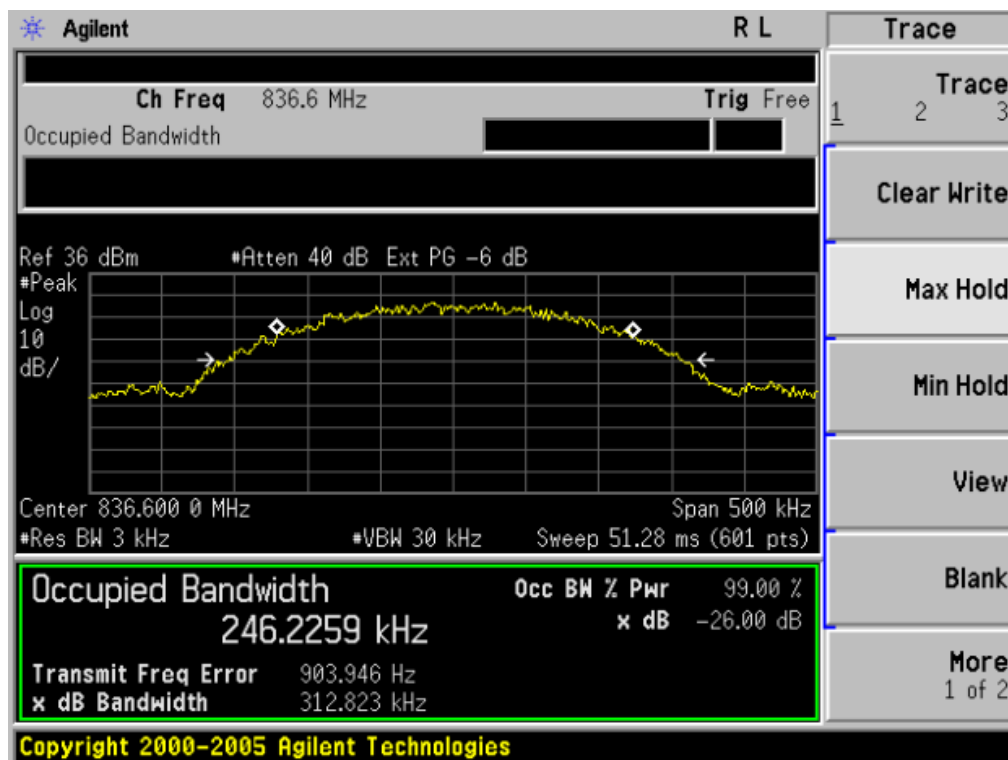 Agilent R L Trace
Ch Freq 836.6 MHz Trig Free
Occupied Bandwidth
Trace
1 2 3
Clear Write
Max Hold
Min Hold
View
Blank
More
1 of 2
Ref 36 dBm #Atten 40 dB Ext PG -6 dB
#Peak
Log
10
dB/
Center 836.600 0 MHz Span 500 kHz
#Res BW 3 kHz #VBW 30 kHz Sweep 51.28 ms (601 pts)
Occupied Bandwidth Occ BW % Pwr 99.00 %
246.2259 kHz x dB -26.00 dB
Transmit Freq Error 903.946 Hz
x dB Bandwidth 312.823 kHz
Copyright 2000-2005 Agilent Technologies